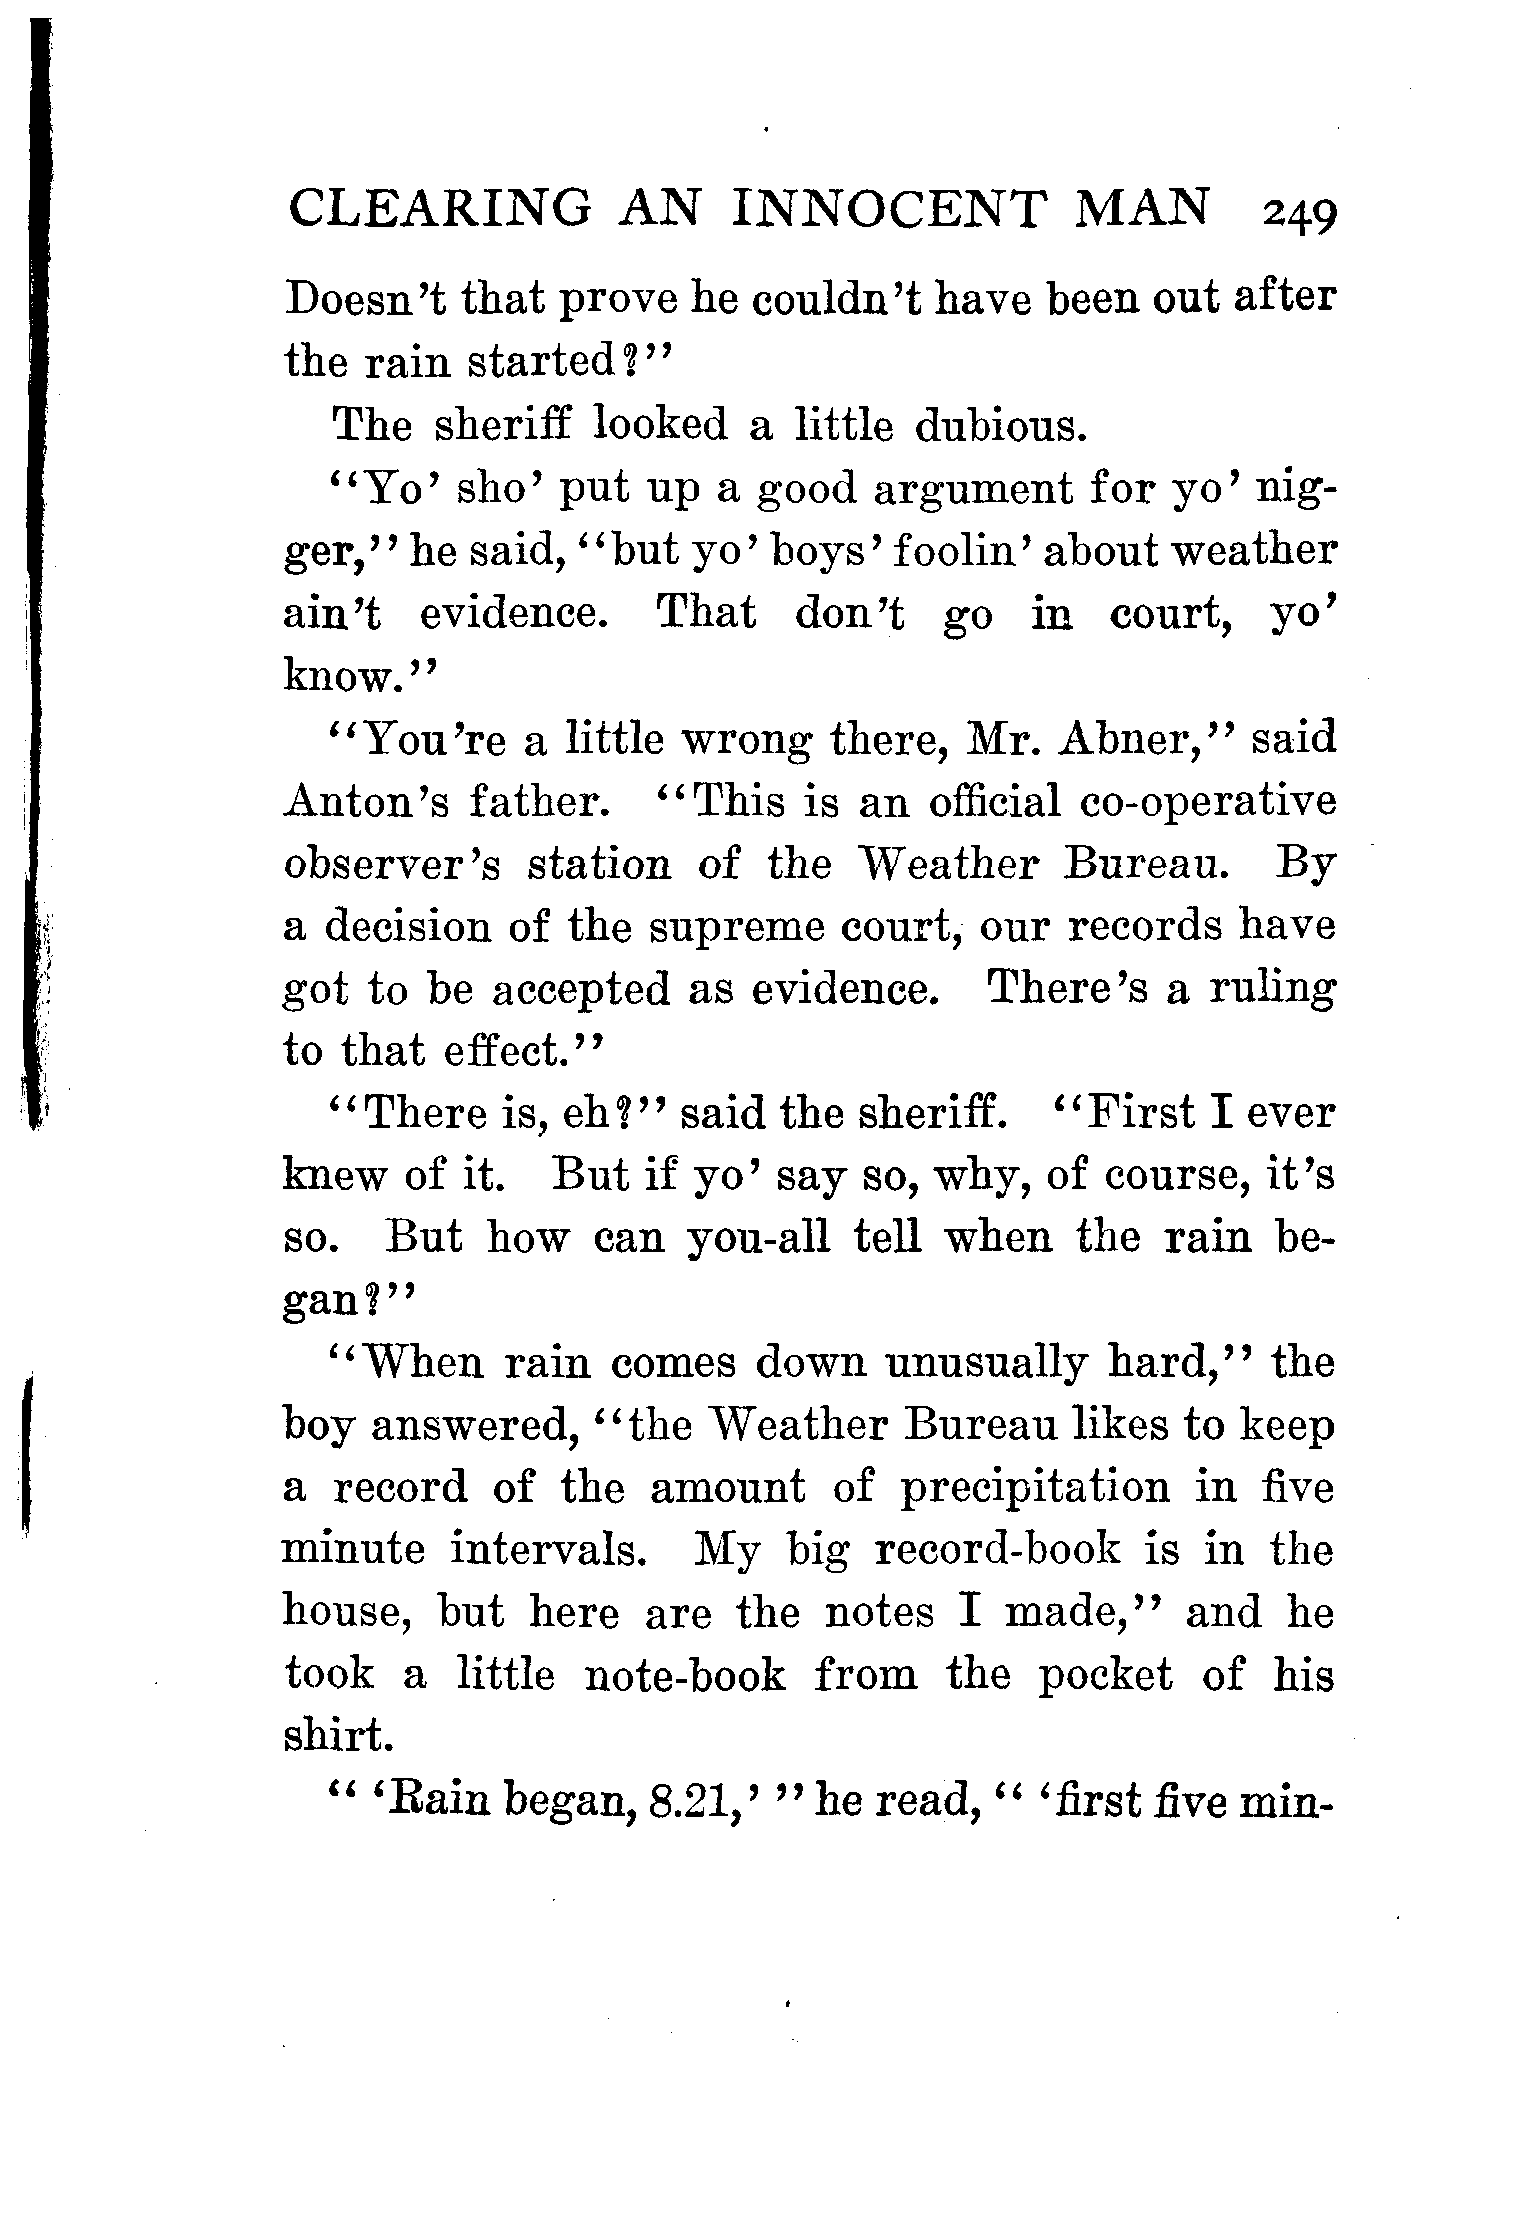 CLEARING AN INNOCENT MAN 249
Doesn't that prove he couldn't have been out after
the rain started?"
The sheriff looked a little dubious.
"Yo' sho' put up a good argument for yo' nig-
ger," he said, "but yo' boys' foolin' about weather
ain't evidence. That don't go in court, yo'
know."
"You're a little wrong there, Mr. Abner," said
Anton's father. "This is an official co-operative
observer's station of the Weather Bureau. By
a decision of the supreme court, our records have
got to be accepted as evidence. There's a ruling
to that effect."
"There is, eh?" said the sheriff. "First I ever
knew of it. But if yo' say so, why, of course, it's
so. But how can you-all tell when the rain be-
gan?"
"When rain comes down unusually hard," the
boy answered, "the Weather Bureau likes to keep
a record of the amount of precipitation in five
minute intervals. My big record-book is in the
house, but here are the notes I made," and he
took a little note-book from the pocket of his
shirt.
" 'Rain began, 8.21,' " he read, " 'first five min-